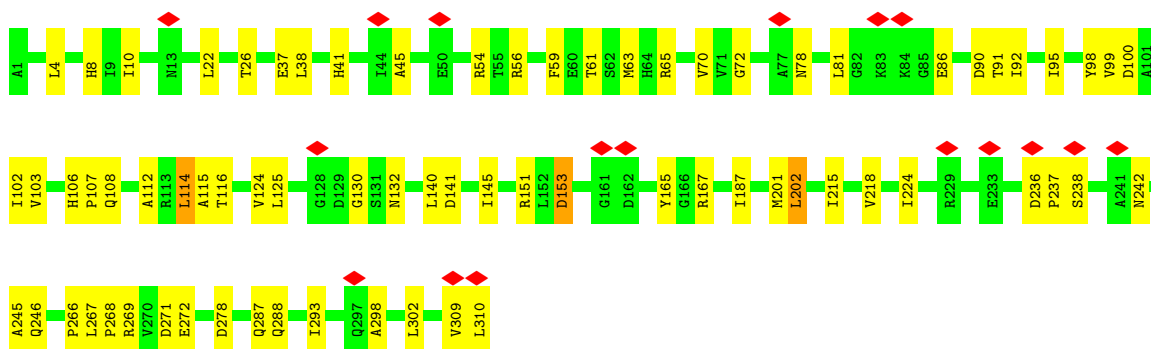 A1 L4 H8 I9 I10 N13 L22 T26 E37 L38 H41 I44 A45 E50 R54 T55 R56 F59 E60 T61 S62 M63 H64 R65 V70 V71 G72 A77 N78 L81 G82 K83 K84 G85 E86 D90 T91 I92 I95 Y98 V99 D100 A101
I102 V103 H106 P107 Q108 A112 R113 L114 A115 T116 V124 L125 G128 D129 G130 S131 N132 L140 D141 I145 R151 L152 D153 G161 D162 Y165 G166 R167 I187 M201 L202 I215 V218 I224 R229 E233 D236 P237 S238 A241 N242
A245 Q246 P266 L267 P268 R269 V270 D271 E272 D278 Q287 Q288 I293 Q297 A298 L302 V309 L310